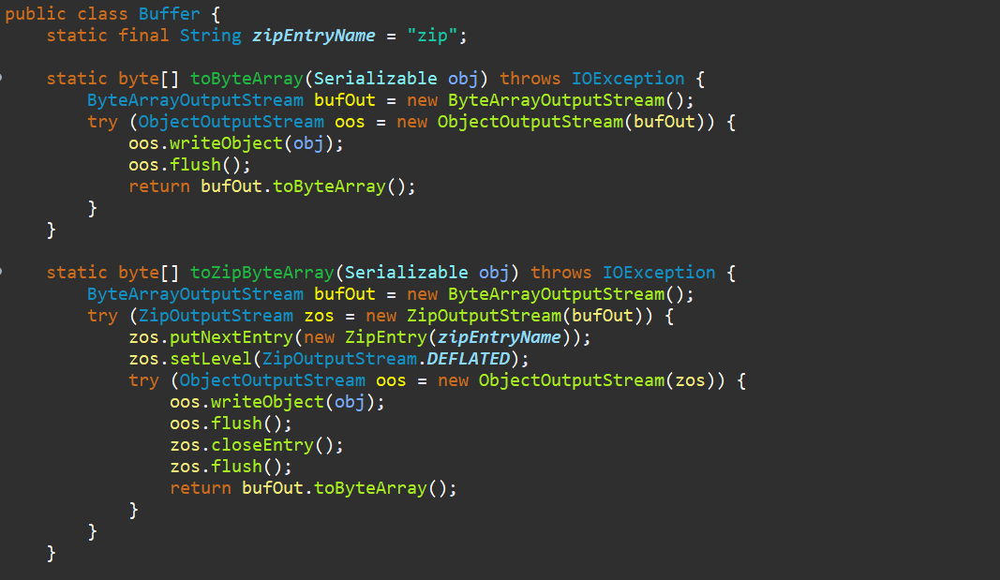 public class Buffer {
    static final String zipEntryName = "zip";

    static byte[] toByteArray(Serializable obj) throws IOException {
        ByteArrayOutputStream bufOut = new ByteArrayOutputStream();
        try (ObjectOutputStream oos = new ObjectOutputStream(bufOut)) {
            oos.writeObject(obj);
            oos.flush();
            return bufOut.toByteArray();
        }
    }

    static byte[] toZipByteArray(Serializable obj) throws IOException {
        ByteArrayOutputStream bufOut = new ByteArrayOutputStream();
        try (ZipOutputStream zos = new ZipOutputStream(bufOut)) {
            zos.putNextEntry(new ZipEntry(zipEntryName));
            zos.setLevel(ZipOutputStream.DEFLATED);
            try (ObjectOutputStream oos = new ObjectOutputStream(zos)) {
                oos.writeObject(obj);
                oos.flush();
                zos.closeEntry();
                zos.flush();
                return bufOut.toByteArray();
            }
        }
    }